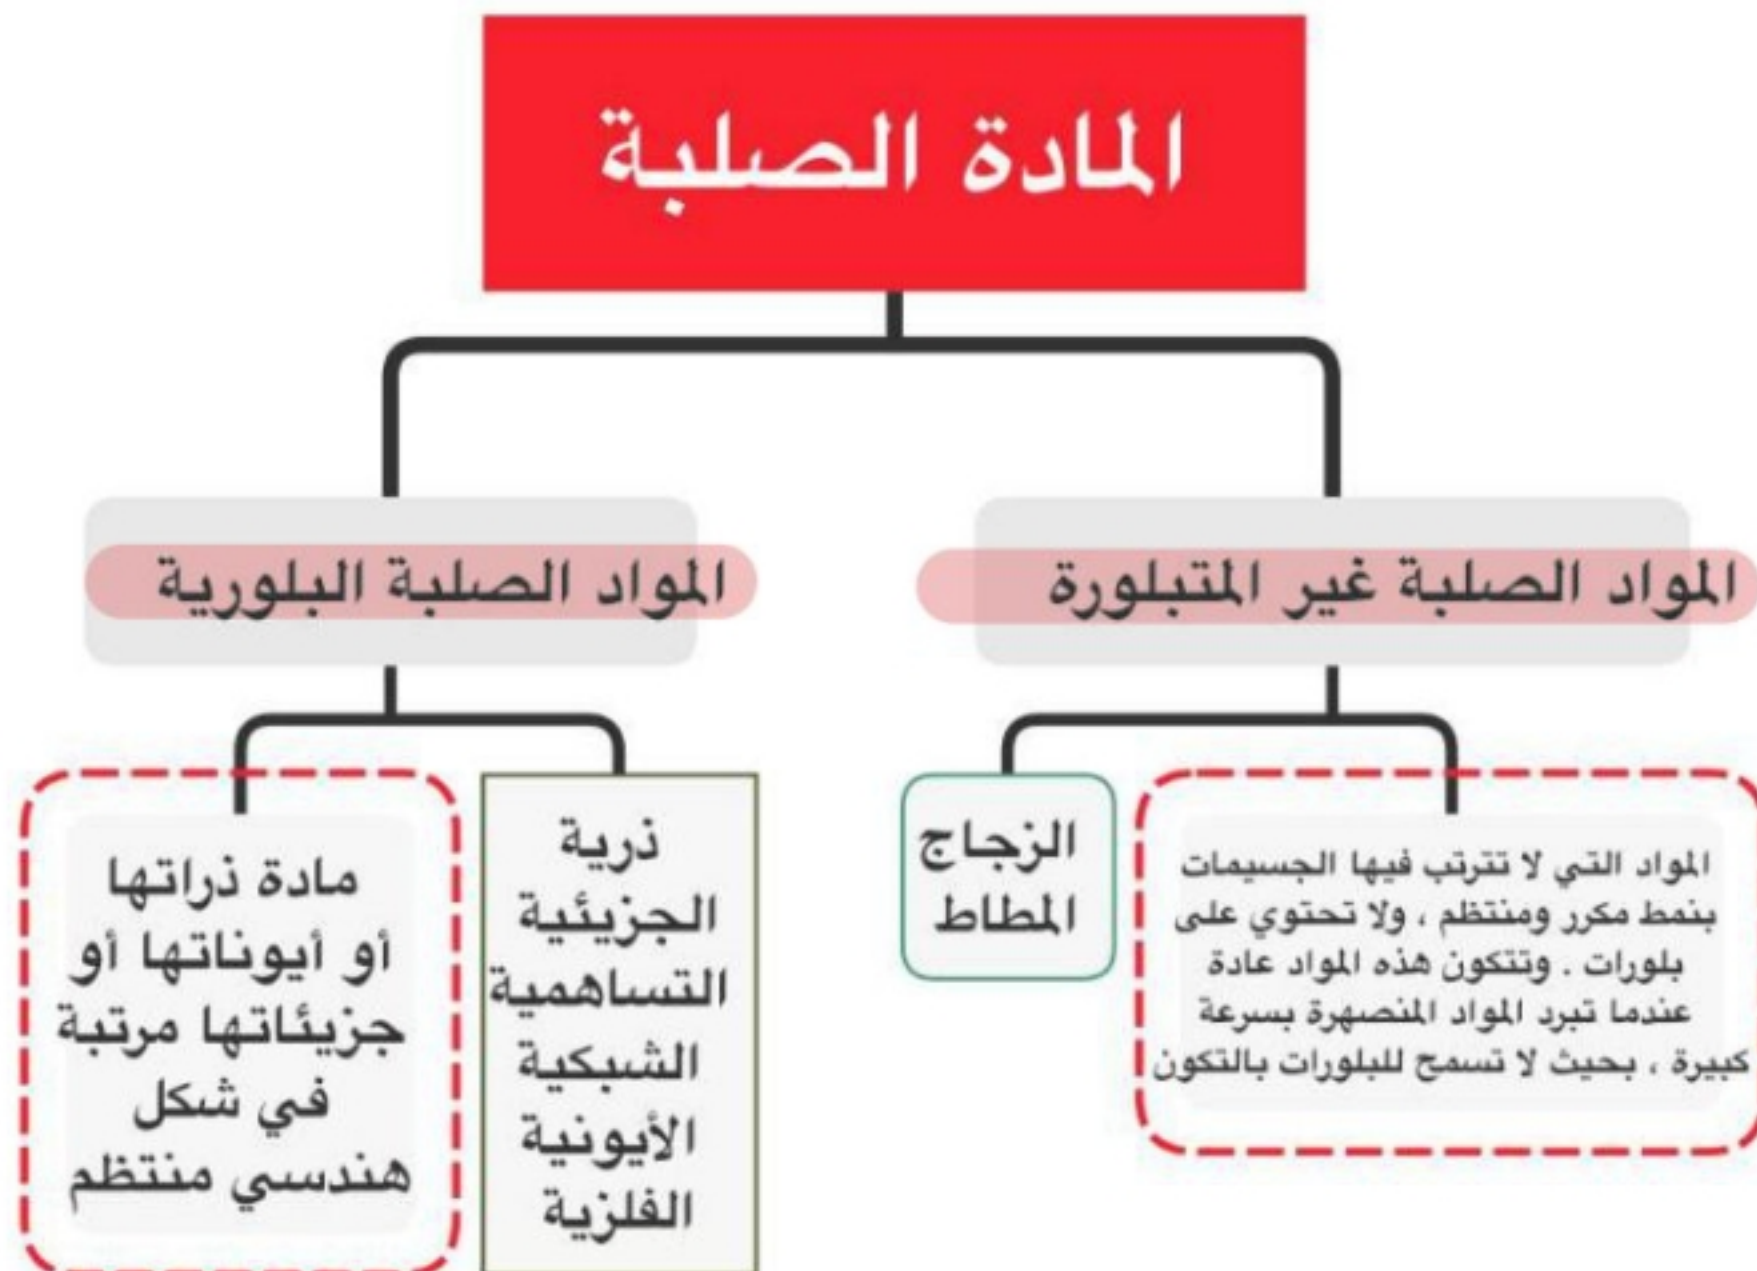 المادة الصلبة
المواد الصلبة غير المتبلورة
المواد الصلبة البلورية
المواد التي لا تترتب فيها الجسيمات
بنمط مكرر ومنتظم ، ولا تحتوي على
بلورات . وتتكون هذه المواد عادة
عندما تبرد المواد المنصهرة بسرعة
كبيرة ، بحيث لا تسمح للبلورات بالتكون
الزجاج
المطاط
ذرية
الجزيئية
التساهمية
الشبكية
الأيونية
الفلزية
مادة ذراتها
أو أيوناتها أو
جزيئاتها مرتبة
في شكل
هندسي منتظم